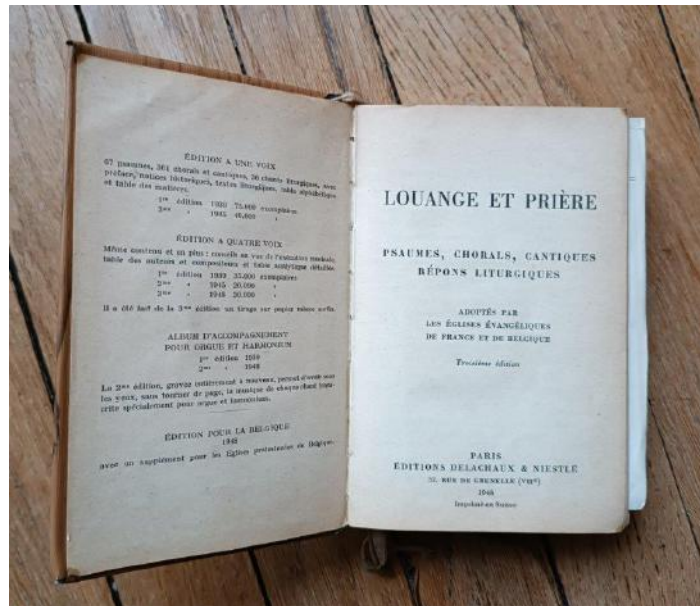 ÉDITION A UNE VOIX
67 psaumes, 361 chorals et cantiques, 36 chants liturgiques, avec
préface, notices historiques, textes liturgiques, table alphabétique
et table des matières.
1re édition 1939 75.000 exemplaires
2me » 1945 40.000 »
ÉDITION A QUATRE VOIX
Même contenu et en plus : conseils en vue de l'exécution musicale,
table des auteurs et compositeurs et table analytique détaillée.
1re édition 1939 35.000 exemplaires
2me » 1945 20.000 »
3me » 1948 20.000 »
Il a été fait de la 3me édition un tirage sur papier mince
ALBUM D'ACCOMPAGNEMENT
POUR ORGUE ET HARMONIUM
1re édition 1939
2me » 1948
La 2me édition, gravée entièrement à nouveau, permet d'avoir sous
les yeux, sans tourner de page, la musique de chaque chant trans-
crite spécialement pour orgue et harmonium.
ÉDITION POUR LA BELGIQUE
1948
avec un supplément pour les Églises protestantes de Belgique.
LOUANGE ET PRIÈRE
PSAUMES, CHORALS, CANTIQUES
RÉPONS LITURGIQUES
ADOPTÉS PAR
LES ÉGLISES ÉVANGÉLIQUES
DE FRANCE ET DE BELGIQUE
Troisième édition
PARIS
ÉDITIONS DELACHAUX & NIESTLÉ
RUE DE GRENELLE (VIIe)
1948
Imprimé en Suisse